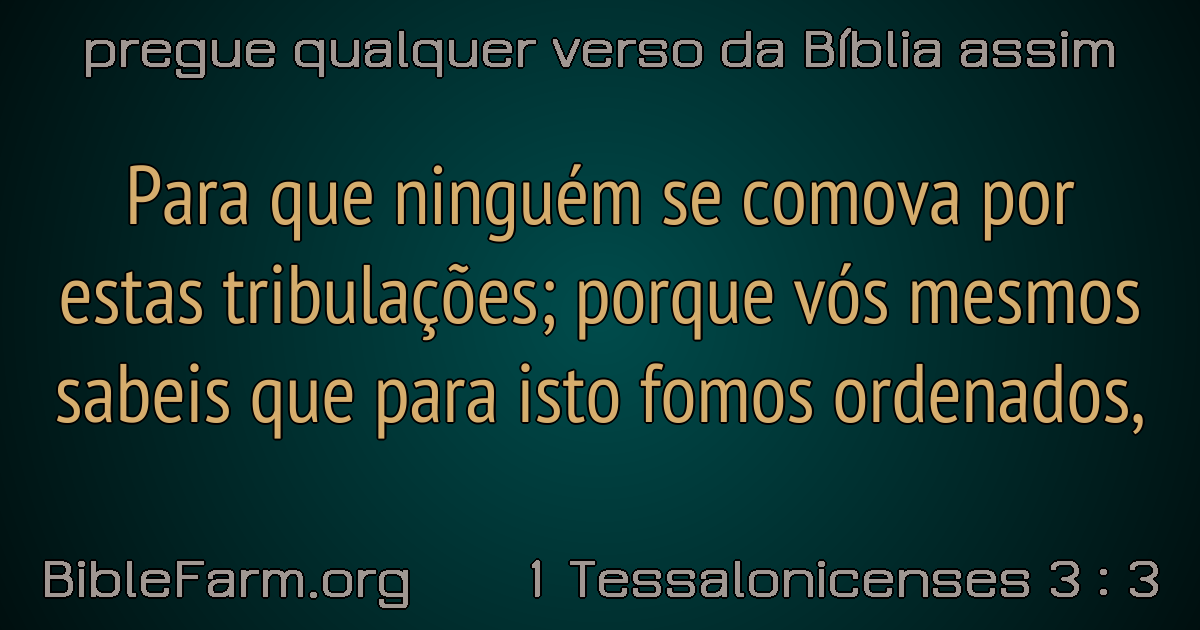 pregue qualquer verso da Bíblia assim
Para que ninguém se comova por
estas tribulações; porque vós mesmos
sabeis que para isto fomos ordenados,
BibleFarm.org
1 Tessalonicenses 3 : 3